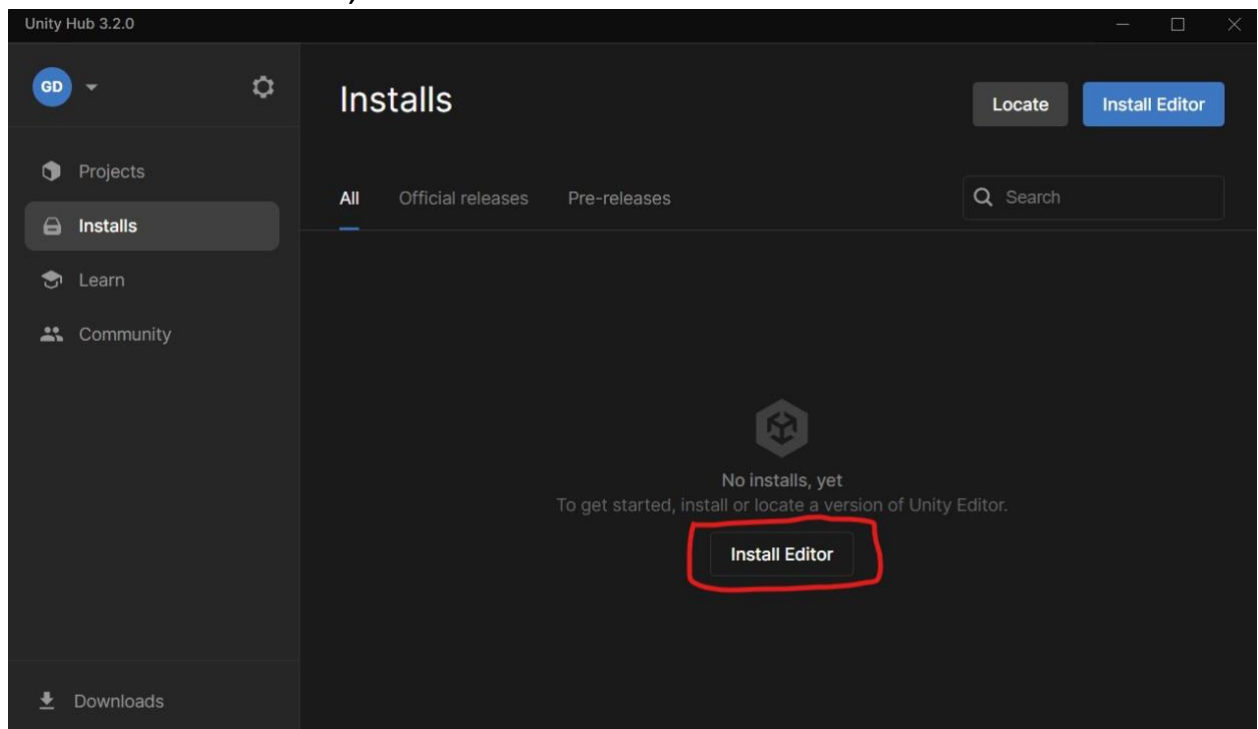 Unity Hub 3.2.0
GD
Installs
Locate
Install Editor
Projects
Installs
Learn
Community
All Official releases Pre-releases
Search
No installs, yet
To get started, install or locate a version of Unity Editor.
Install Editor
Downloads